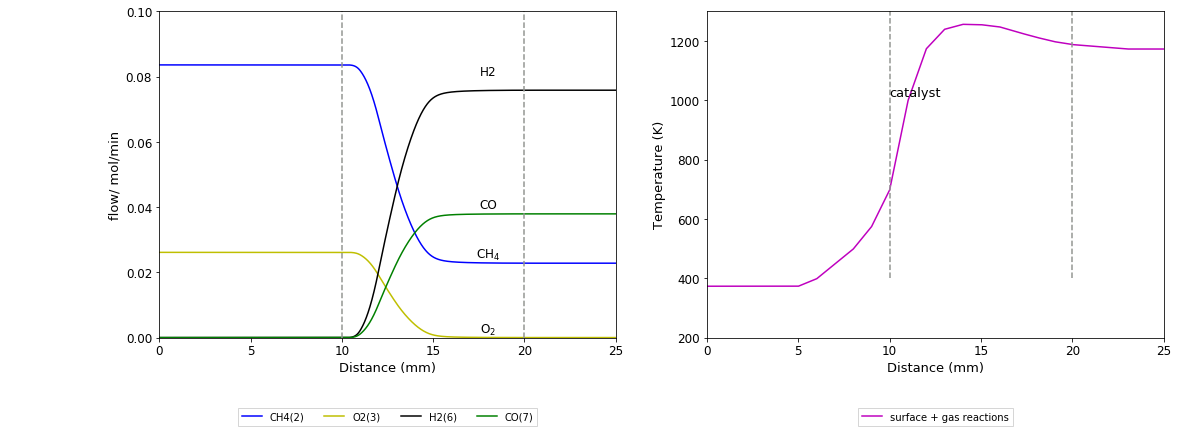 0.10
0.08
0.06
0.04
0.02
0.00
flow/ mol/min
H2
CO
CH₄
O₂
0 5 10 15 20 25
Distance (mm)
CH4(2) O2(3) H2(6) CO(7)
1200
1000
800
600
400
200
Temperature (K)
catalyst
0 5 10 15 20 25
Distance (mm)
surface + gas reactions